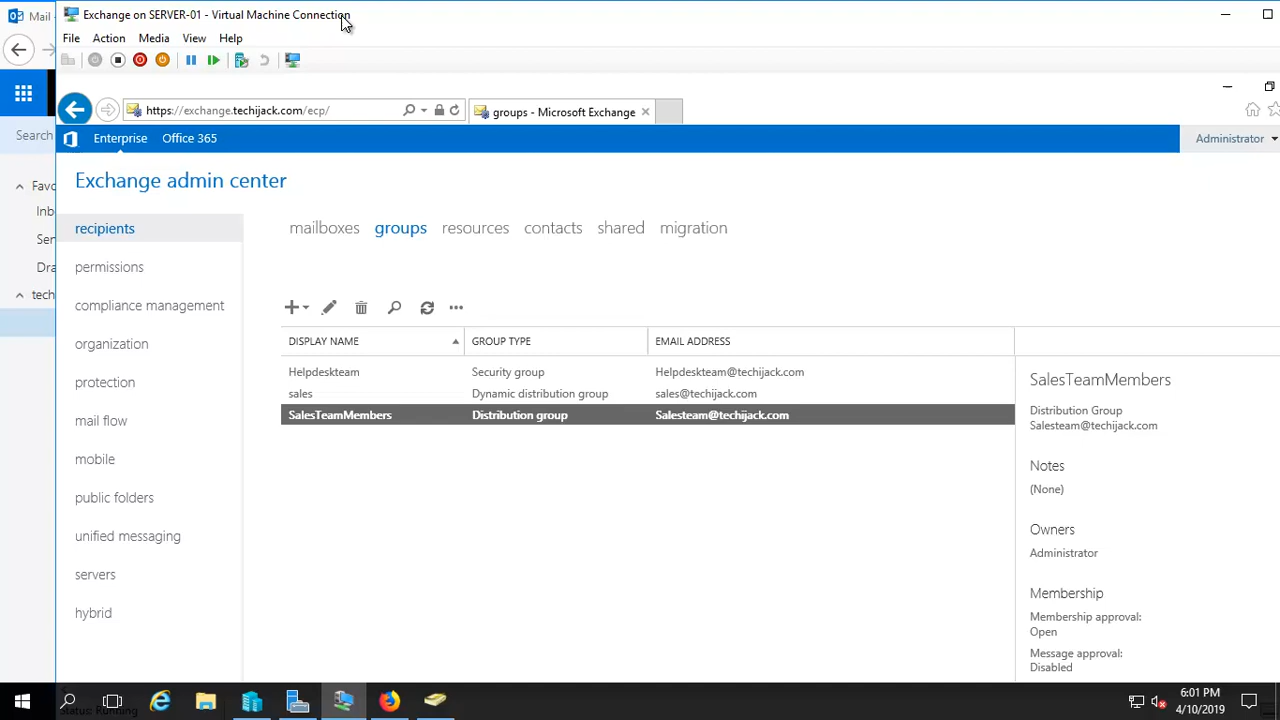 Mail -
Exchange on SERVER-01 - Virtual Machine Connection
File Action Media View Help
https://exchange.techijack.com/ecp/
groups - Microsoft Exchange
Enterprise Office 365
Administrator
Search
Exchange admin center
Favo
Inb
Sen
Dra
tech
recipients
permissions
compliance management
organization
protection
mail flow
mobile
public folders
unified messaging
servers
hybrid
mailboxes groups resources contacts shared migration
DISPLAY NAME GROUP TYPE EMAIL ADDRESS
Helpdeskteam Security group Helpdeskteam@techijack.com
sales Dynamic distribution group sales@techijack.com
SalesTeamMembers Distribution group Salesteam@techijack.com
SalesTeamMembers
Distribution Group
Salesteam@techijack.com
Notes
(None)
Owners
Administrator
Membership
Membership approval:
Open
Message approval:
Disabled
Status: Running
6:01 PM
4/10/2019